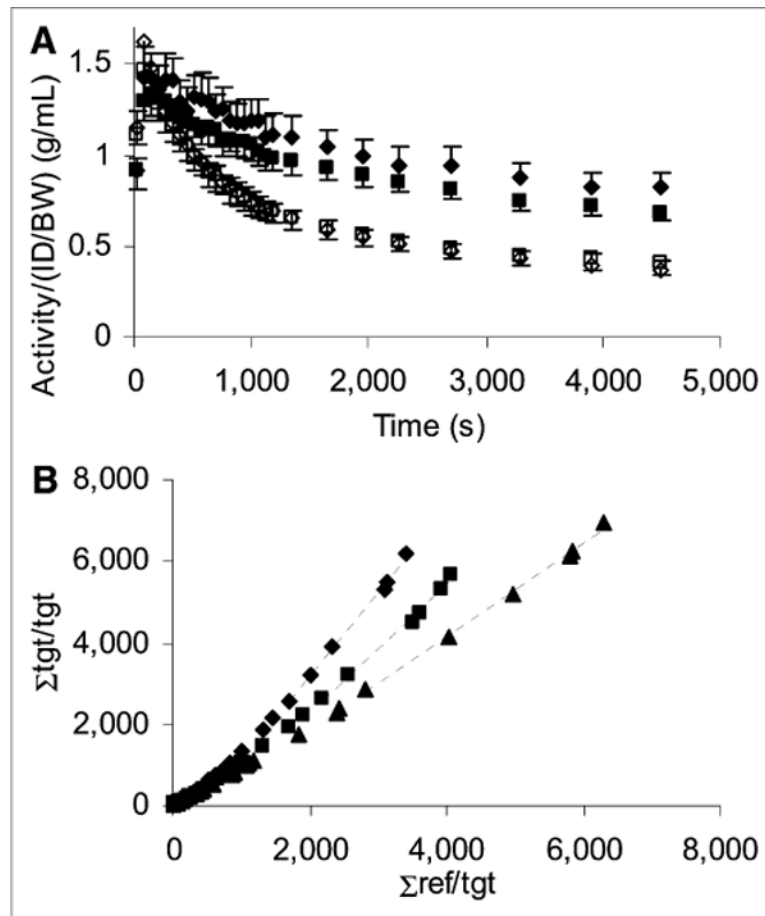 A
Activity/(ID/BW) (g/mL)
1.5
1
0.5
0
0 1,000 2,000 3,000 4,000 5,000
Time (s)
B
Σtgt/tgt
8,000
6,000
4,000
2,000
0
0 2,000 4,000 6,000 8,000
Σref/tgt